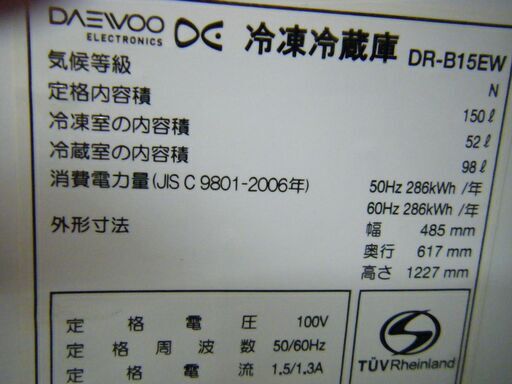 DAEWOO ELECTRONICS 冷凍冷蔵庫 DR-B15EW
気候等級 N
定格内容積 150ℓ
冷凍室の内容積 52ℓ
冷蔵室の内容積 98ℓ
消費電力量(JIS C 9801-2006年) 50Hz 286kWh/年
60Hz 286kWh/年
外形寸法 幅 485 mm
奥行 617 mm
高さ 1227 mm
定格電圧 100V
定格周波数 50/60Hz
定格電流 1.5/1.3A
TÜVRheinland